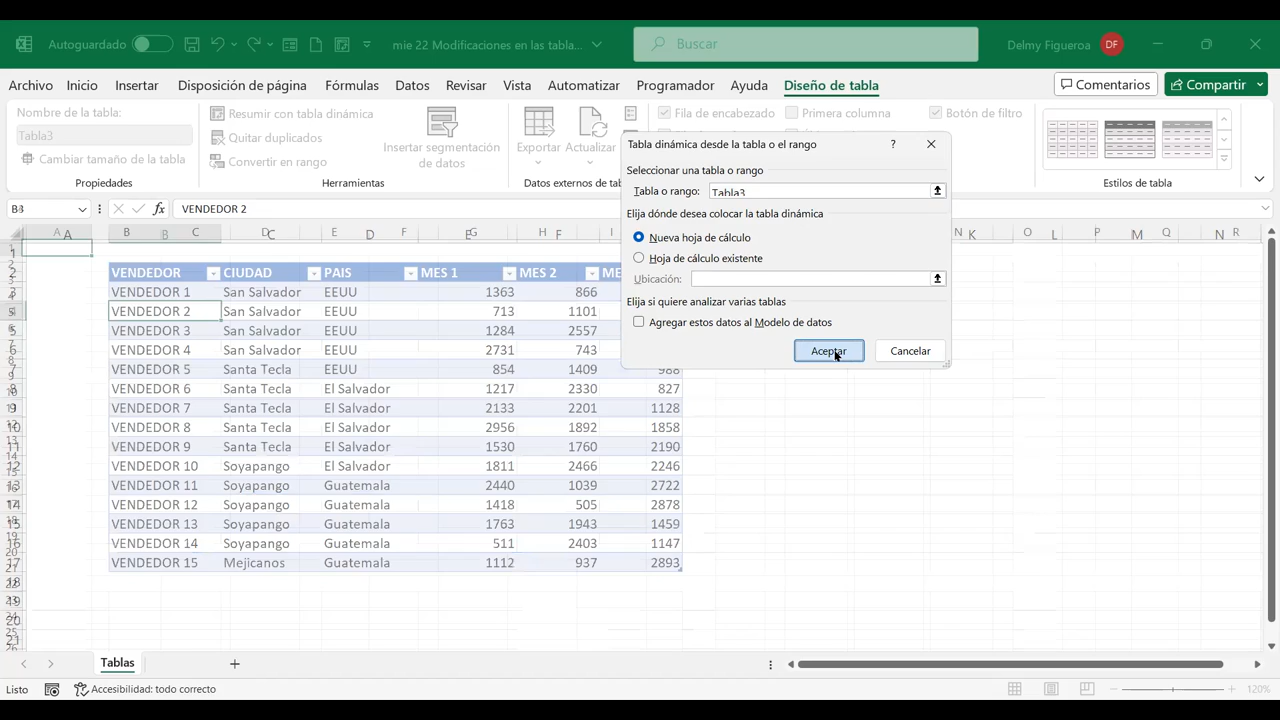 Autoguardado
mie 22 Modificaciones en las tabla...
Buscar
Delmy Figueroa
DF
Archivo Inicio Insertar Disposición de página Fórmulas Datos Revisar Vista Automatizar Programador Ayuda Diseño de tabla
Comentarios
Compartir
Nombre de la tabla:
Tabla3
Cambiar tamaño de la tabla
Propiedades
Resumir con tabla dinámica
Quitar duplicados
Convertir en rango
Herramientas
de datos
Exportar Actualizar
Datos externos de
Fila de encabezado Primera columna Botón de filtro
Estilos de tabla
Tabla dinámica desde la tabla o el rango
?
Seleccionar una tabla o rango
Tabla o rango: Tabla3
Elija dónde desea colocar la tabla dinámica
Nueva hoja de cálculo
Hoja de cálculo existente
Ubicación:
Elija si quiere analizar varias tablas
Agregar estos datos al Modelo de datos
Aceptar Cancelar
fx VENDEDOR 2
VENDEDOR CIUDAD PAIS MES 1 MES 2
VENDEDOR 1 San Salvador EEUU 1363 866
VENDEDOR 2 San Salvador EEUU 713 1101
VENDEDOR 3 San Salvador EEUU 1284 2557
VENDEDOR 4 San Salvador EEUU 2731 743
VENDEDOR 5 Santa Tecla EEUU 854 1409 988
VENDEDOR 6 Santa Tecla El Salvador 1217 2330 827
VENDEDOR 7 Santa Tecla El Salvador 2133 2201 1128
VENDEDOR 8 Santa Tecla El Salvador 2956 1892 1858
VENDEDOR 9 Santa Tecla El Salvador 1530 1760 2190
VENDEDOR 10 Soyapango El Salvador 1811 2466 2246
VENDEDOR 11 Soyapango Guatemala 2440 1039 2722
VENDEDOR 12 Soyapango Guatemala 1418 505 2878
VENDEDOR 13 Soyapango Guatemala 1763 1943 1459
VENDEDOR 14 Soyapango Guatemala 511 2403 1147
VENDEDOR 15 Mejicanos Guatemala 1112 937 2893
Tablas
Listo
Accesibilidad: todo correcto
120%